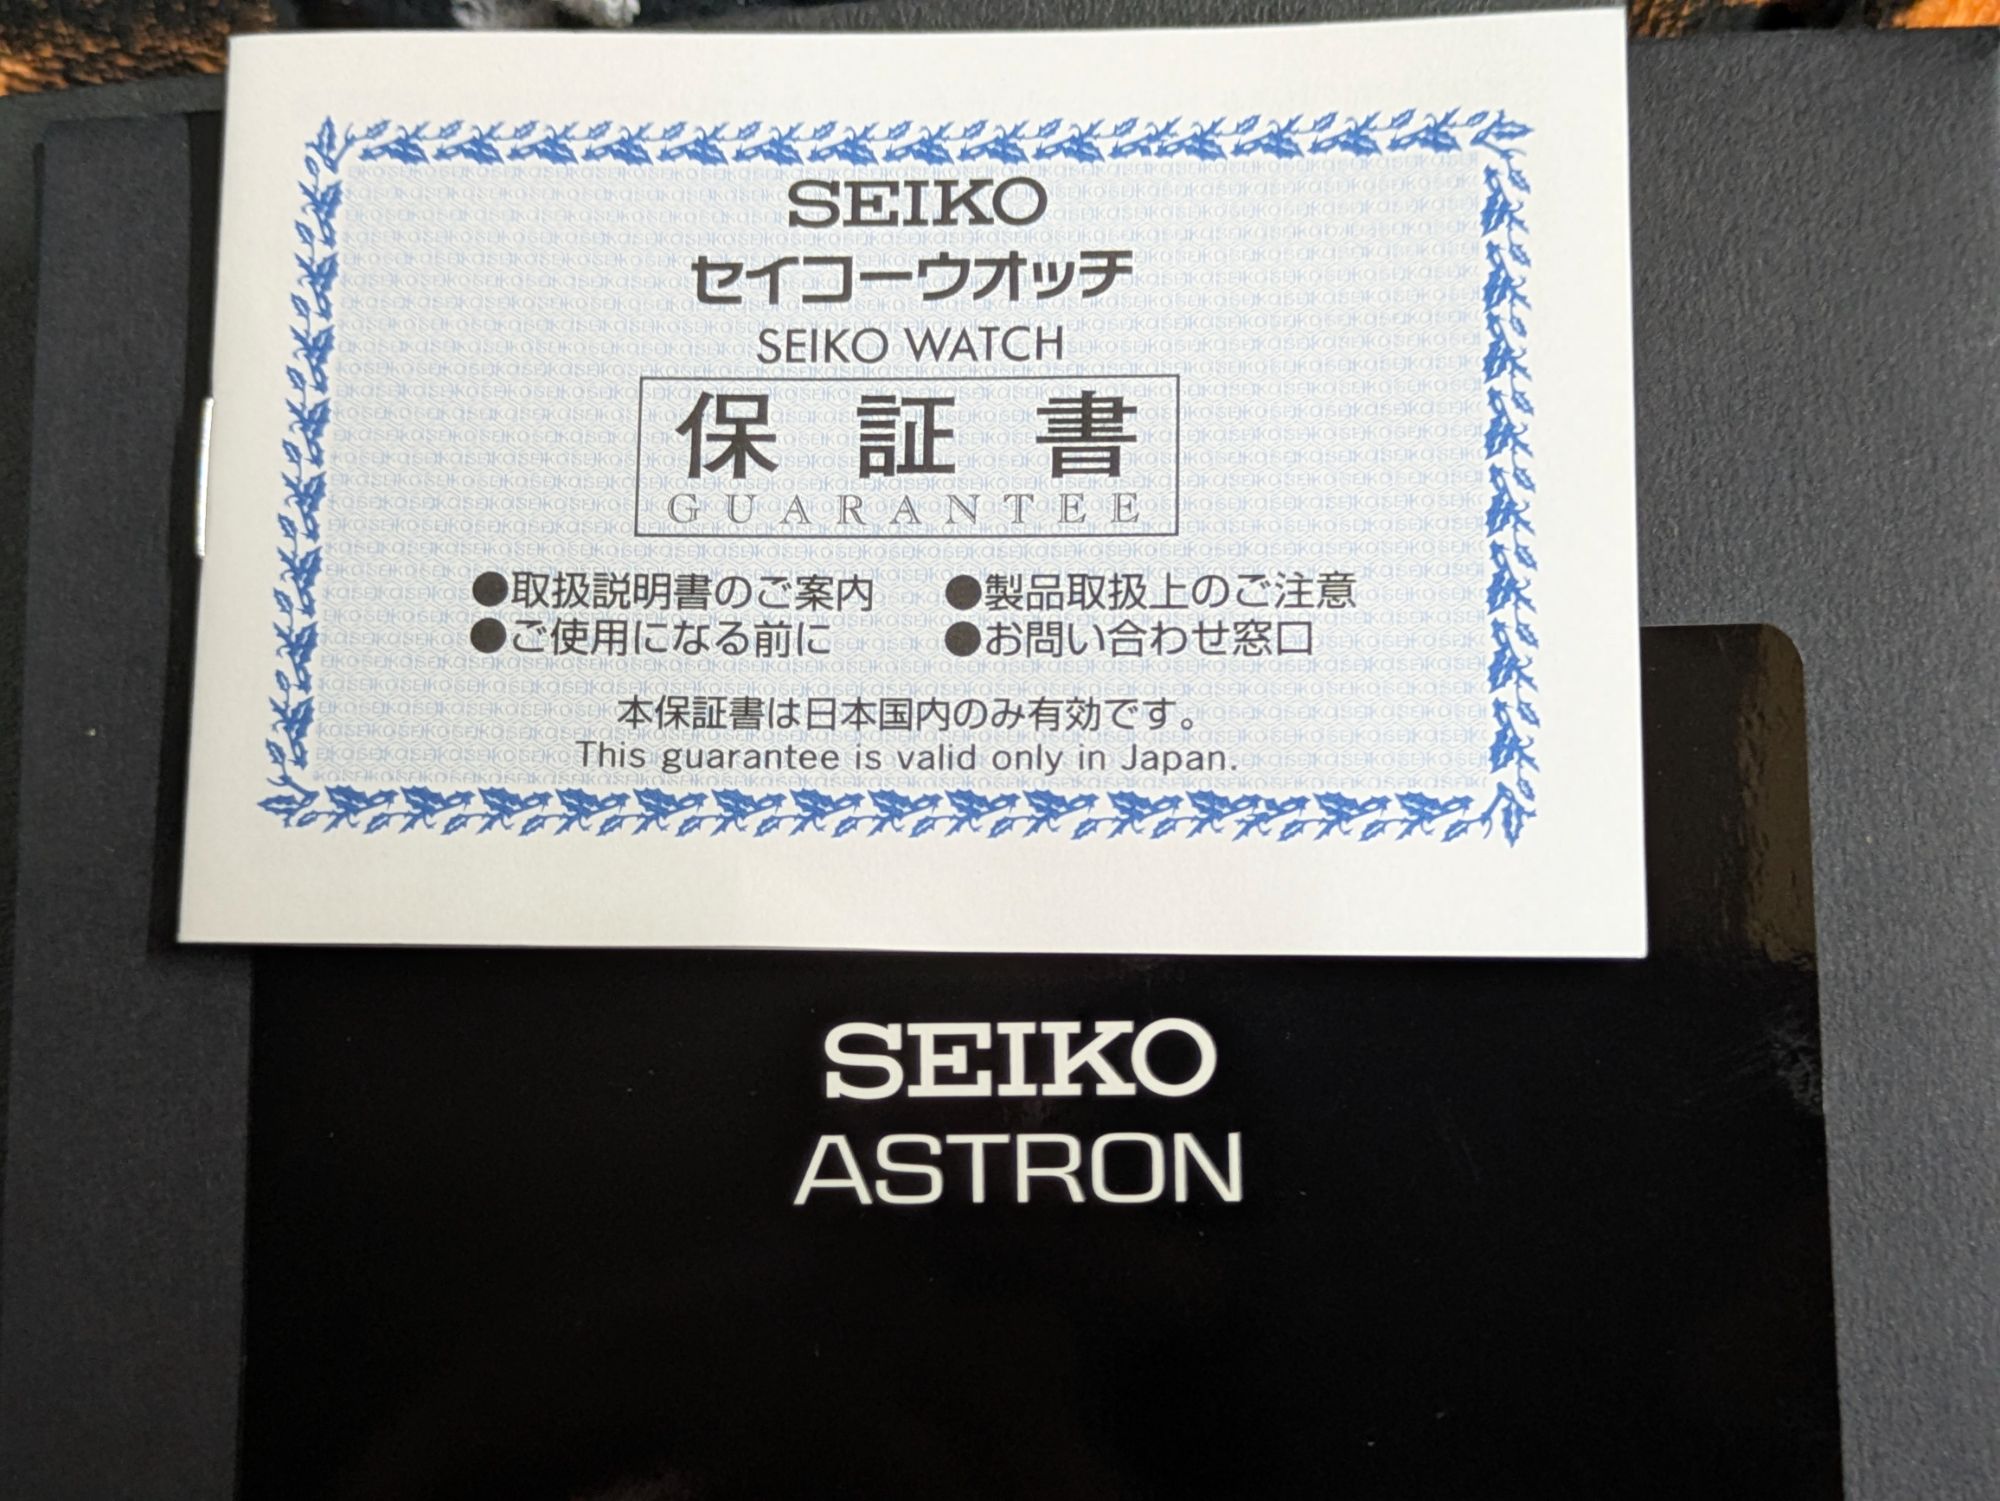 SEIKO
セイコーウオッチ
SEIKO WATCH
保証書
GUARANTEE
●取扱説明書のご案内 ●製品取扱上のご注意
●ご使用になる前に ●お問い合わせ窓口
本保証書は日本国内のみ有効です。
This guarantee is valid only in Japan.
SEIKO
ASTRON